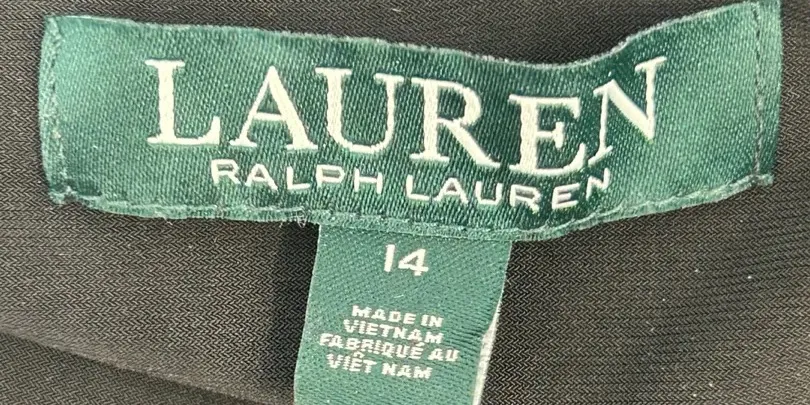 LAUREN
RALPH LAUREN
14
MADE IN
VIETNAM
FABRIQUÉ AU
VIÊT NAM